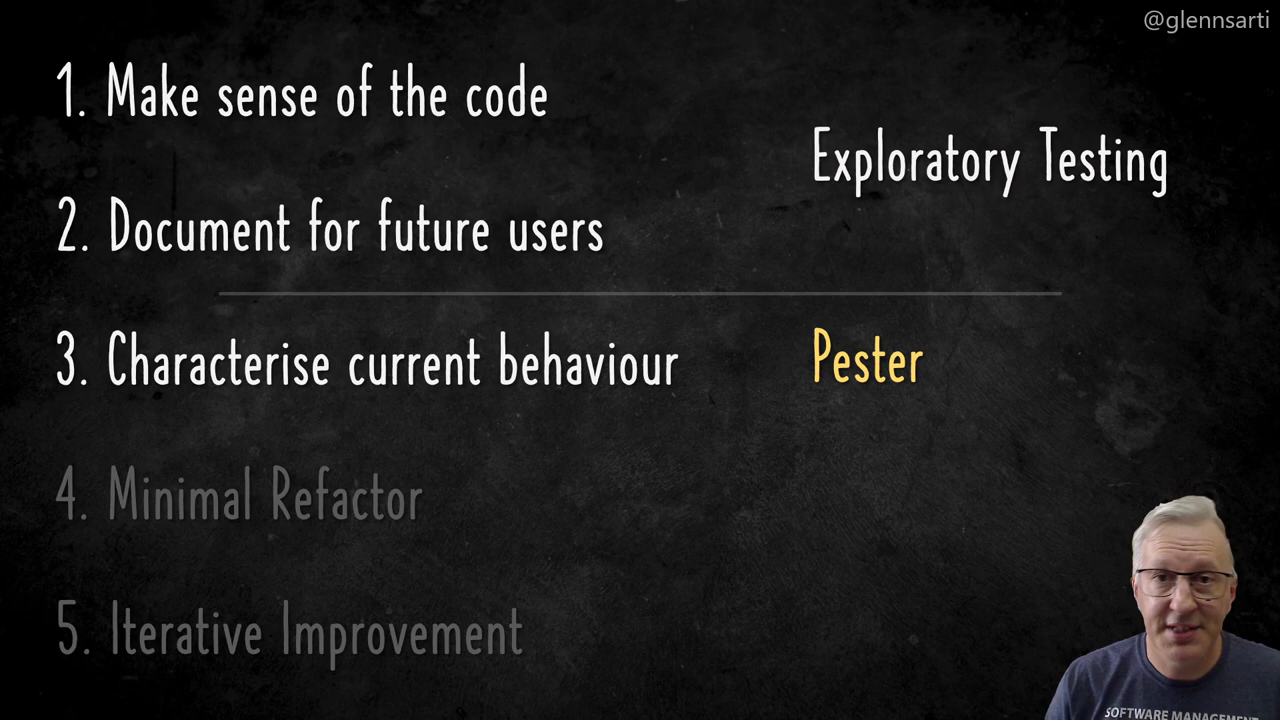 @glennsarti
1. Make sense of the code
Exploratory Testing
2. Document for future users
3. Characterise current behaviour
Pester
4. Minimal Refactor
5. Iterative Improvement
SOFTWARE MANAGEMENT